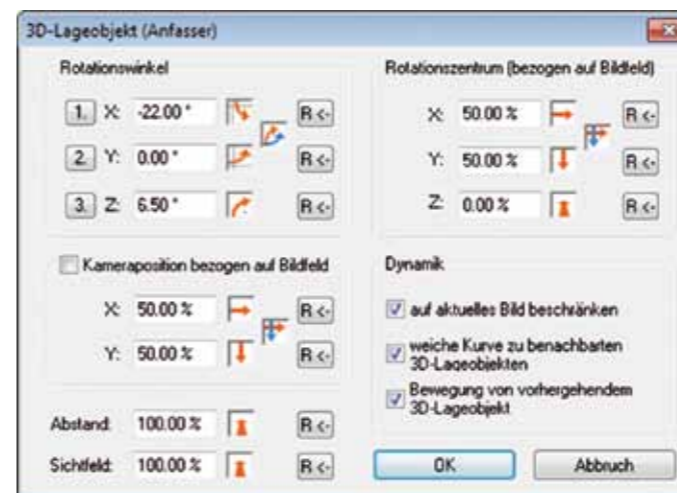 3D-Lageobjekt (Anfasser)
Rotationswinkel
1. X: -22.00 ° R <-
2. Y: 0.00 ° R <-
3. Z: 6.50 ° R <-
Kameraposition bezogen auf Bildfeld
X: 50.00 % R <-
Y: 50.00 % R <-
Abstand: 100.00 % R <-
Sichtfeld: 100.00 % R <-
Rotationszentrum (bezogen auf Bildfeld)
X: 50.00 % R <-
Y: 50.00 % R <-
Z: 0.00 % R <-
Dynamik
auf aktuelles Bild beschränken
weiche Kurve zu benachbarten
3D-Lageobjekten
Bewegung von vorhergehendem
3D-Lageobjekt
OK Abbruch